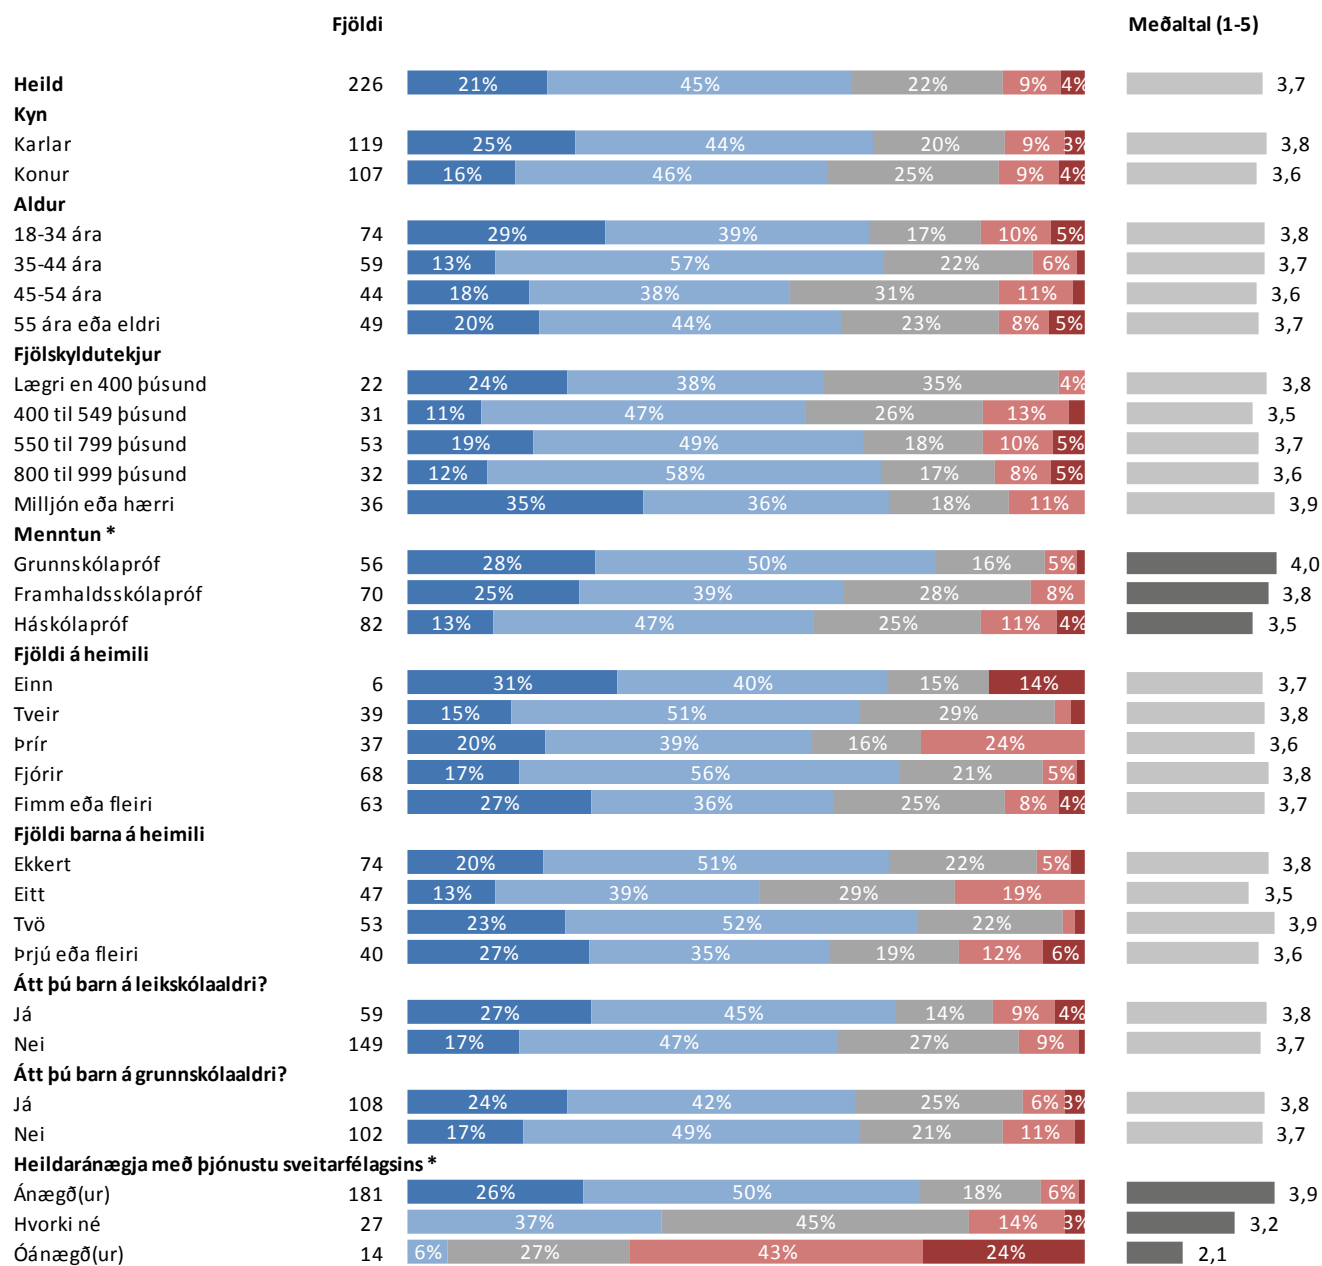 Fjöldi Meðaltal (1-5)
Heild 226 21% 45% 22% 9% 4% 3,7
Kyn
Karlar 119 25% 44% 20% 9% 3% 3,8
Konur 107 16% 46% 25% 9% 4% 3,6
Aldur
18-34 ára 74 29% 39% 17% 10% 5% 3,8
35-44 ára 59 13% 57% 22% 6% 3,7
45-54 ára 44 18% 38% 31% 11% 3,6
55 ára eða eldri 49 20% 44% 23% 8% 5% 3,7
Fjölskyldutekjur
Lægri en 400 þúsund 22 24% 38% 35% 4% 3,8
400 til 549 þúsund 31 11% 47% 26% 13% 3,5
550 til 799 þúsund 53 19% 49% 18% 10% 5% 3,7
800 til 999 þúsund 32 12% 58% 17% 8% 5% 3,6
Milljón eða hærri 36 35% 36% 18% 11% 3,9
Menntun *
Grunnskólapróf 56 28% 50% 16% 5% 4,0
Framhaldsskólapróf 70 25% 39% 28% 8% 3,8
Háskólapróf 82 13% 47% 25% 11% 4% 3,5
Fjöldi á heimili
Einn 6 31% 40% 15% 14% 3,7
Tveir 39 15% 51% 29% 3,8
Þrír 37 20% 39% 16% 24% 3,6
Fjórir 68 17% 56% 21% 5% 3,8
Fimm eða fleiri 63 27% 36% 25% 8% 4% 3,7
Fjöldi barna á heimili
Ekkert 74 20% 51% 22% 5% 3,8
Eitt 47 13% 39% 29% 19% 3,5
Tvö 53 23% 52% 22% 3,9
Þrjú eða fleiri 40 27% 35% 19% 12% 6% 3,6
Átt þú barn á leikskólaaldri?
Já 59 27% 45% 14% 9% 4% 3,8
Nei 149 17% 47% 27% 9% 3,7
Átt þú barn á grunnskólaaldri?
Já 108 24% 42% 25% 6% 3% 3,8
Nei 102 17% 49% 21% 11% 3,7
Heildaránægja með þjónustu sveitarfélagsins *
Ánægð(ur) 181 26% 50% 18% 6% 3,9
Hvorki né 27 37% 45% 14% 3% 3,2
Óánægð(ur) 14 6% 27% 43% 24% 2,1